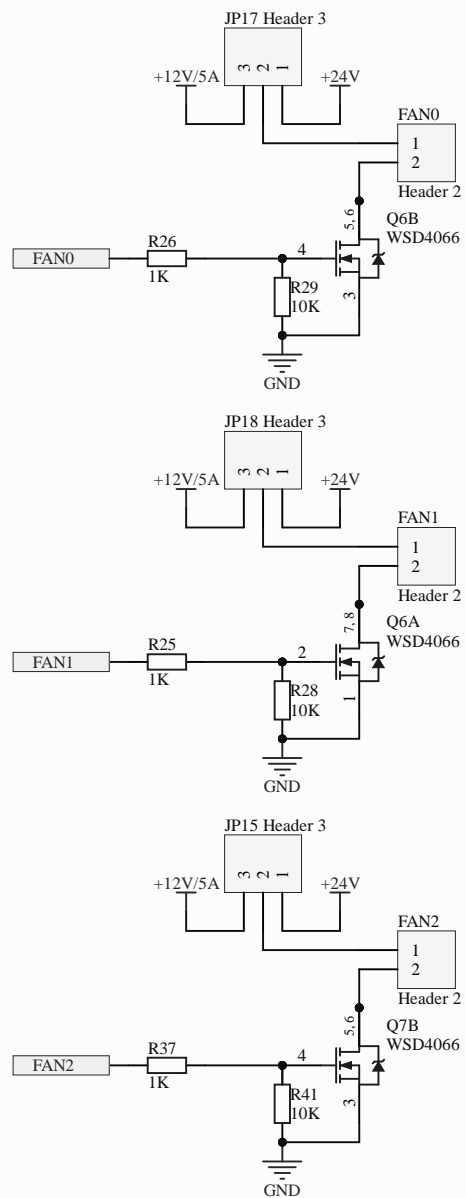 JP17 Header 3
3 2 1
+12V/5A
+24V
FAN0
1
2
Header 2
5, 6
Q6B
WSD4066
FAN0
R26
1K
4
R29
10K
3
GND
JP18 Header 3
3 2 1
+12V/5A
+24V
FAN1
1
2
Header 2
7, 8
Q6A
WSD4066
FAN1
R25
1K
2
R28
10K
1
GND
JP15 Header 3
3 2 1
+12V/5A
+24V
FAN2
1
2
Header 2
5, 6
Q7B
WSD4066
FAN2
R37
1K
4
R41
10K
3
GND